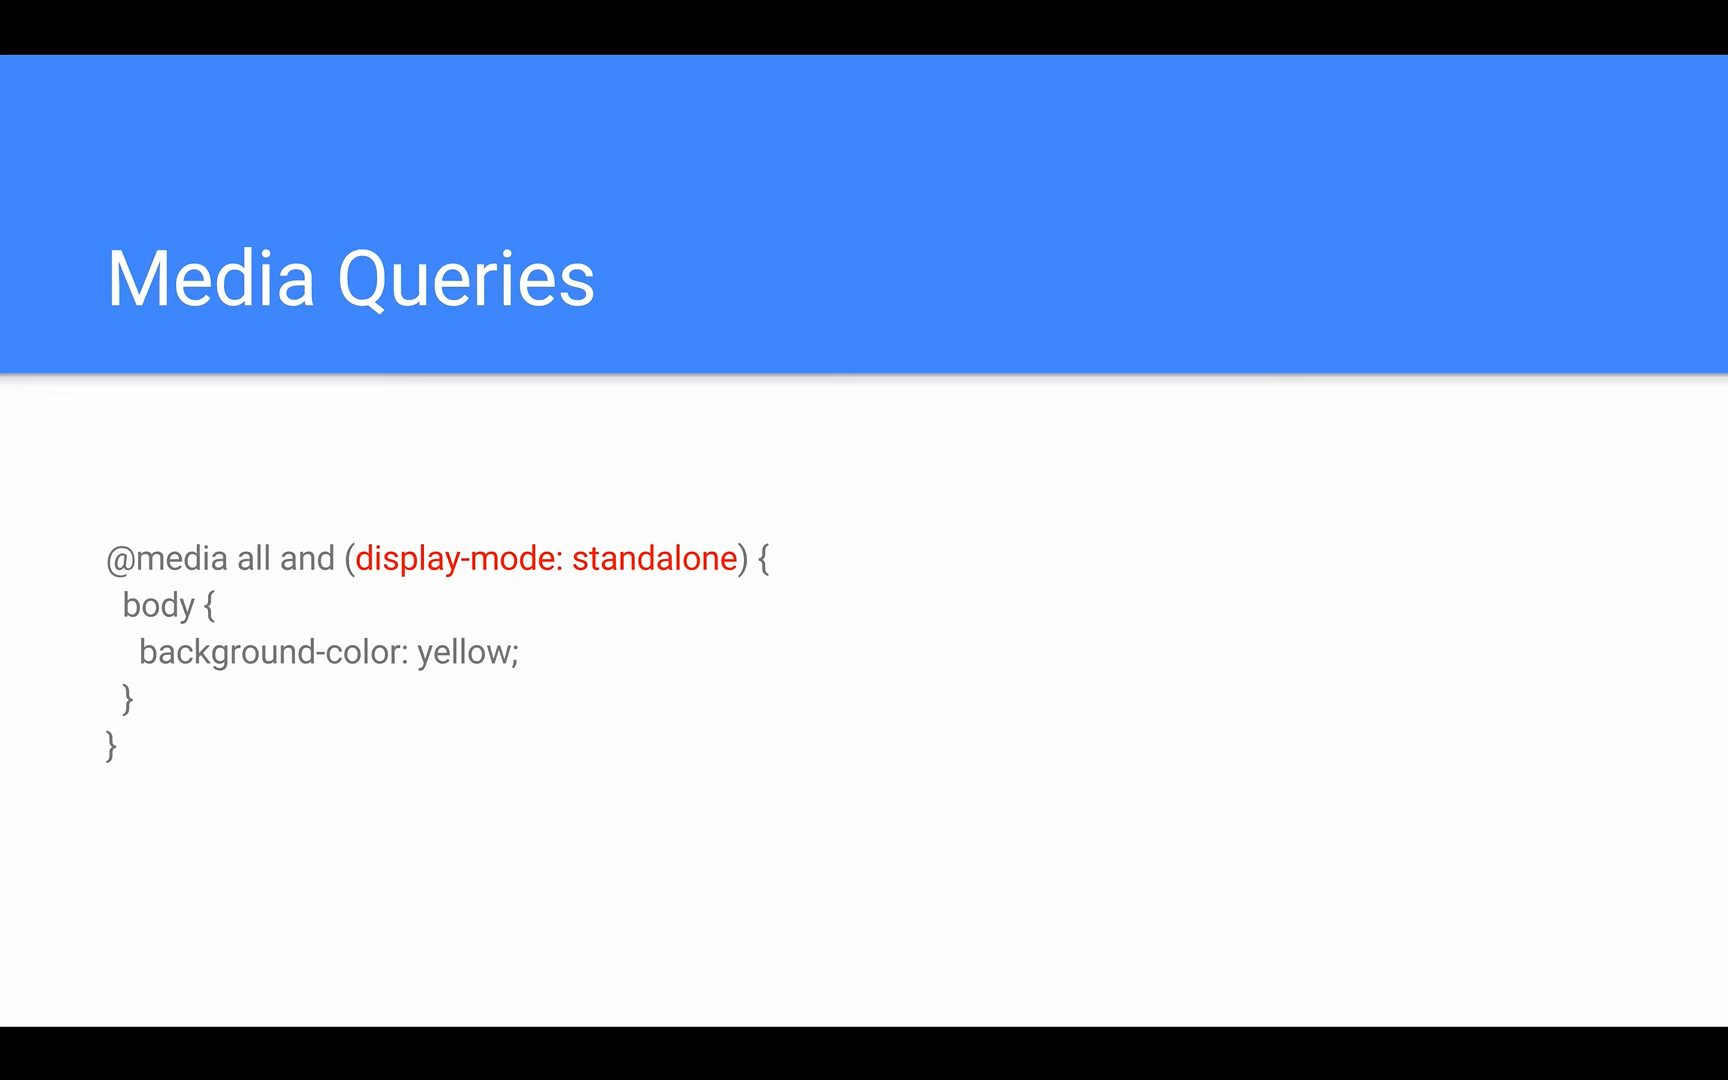 Media Queries
@media all and (display-mode: standalone) {
body {
background-color: yellow;
}
}